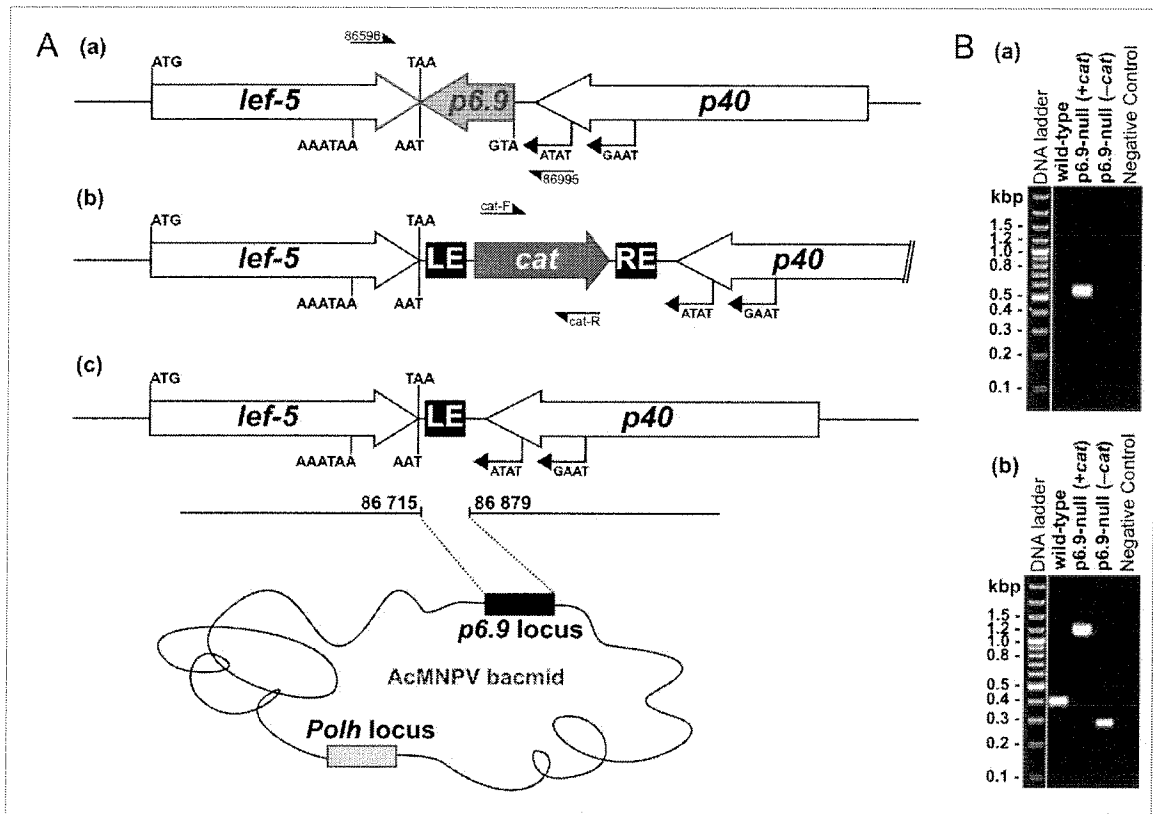 A (a)
86596
ATG TAA
lef-5 p6.9 p40
AAATAA AAT GTA ATAT GAAT
86995
(b)
cat-F
ATG TAA
lef-5 LE cat RE p40
AAATAA AAT ATAT GAAT
cat-R
(c)
ATG TAA
lef-5 LE p40
AAATAA AAT ATAT GAAT
86 715 86 879
p6.9 locus
AcMNPV bacmid
Polh locus
B (a)
DNA ladder
wild-type
p6.9-null (+cat)
p6.9-null (–cat)
Negative Control
kbp
1.5 -
1.2 -
1.0 -
0.8 -
0.5 -
0.4 -
0.3 -
0.2 -
0.1 -
(b)
DNA ladder
wild-type
p6.9-null (+cat)
p6.9-null (–cat)
Negative Control
kbp
1.5 -
1.2 -
1.0 -
0.8 -
0.5 -
0.4 -
0.3 -
0.2 -
0.1 -